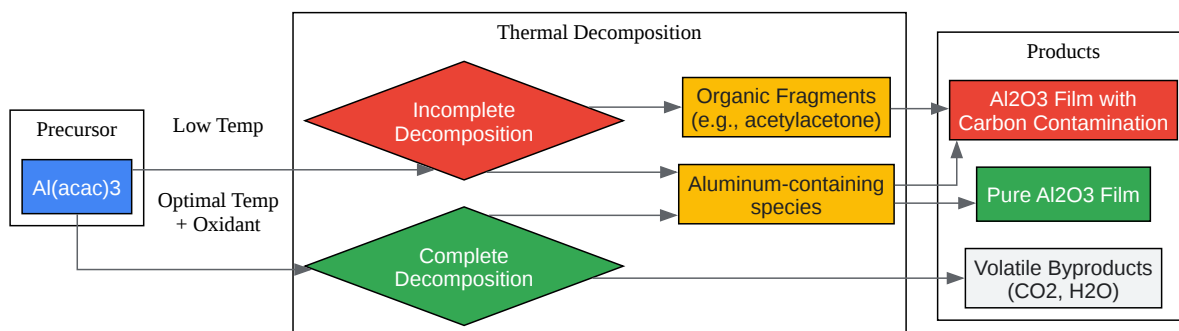 Thermal Decomposition
Products
Precursor
Al(acac)3
Low Temp
Optimal Temp
+ Oxidant
Incomplete
Decomposition
Complete
Decomposition
Organic Fragments
(e.g., acetylacetone)
Aluminum-containing
species
Al2O3 Film with
Carbon Contamination
Pure Al2O3 Film
Volatile Byproducts
(CO2, H2O)